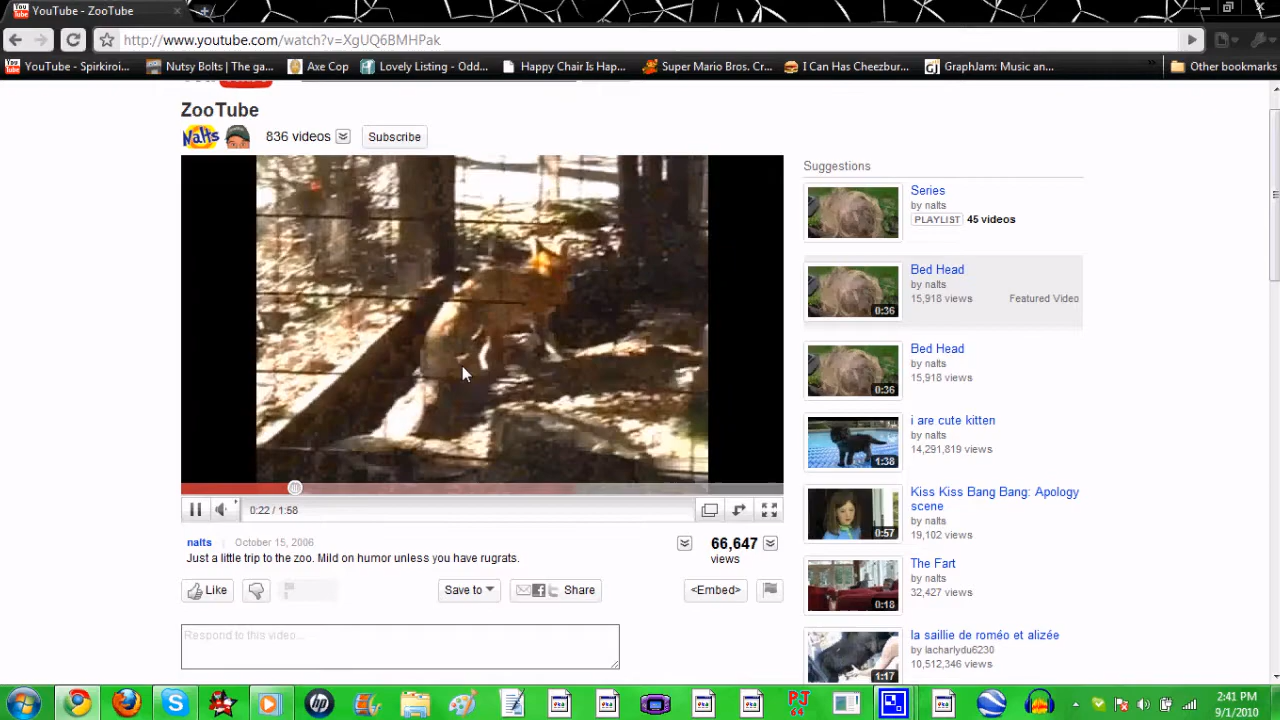 YouTube - ZooTube
http://www.youtube.com/watch?v=XgUQ6BMHPak
YouTube - Spirkiroi...
Nutsy Bolts | The ga...
Axe Cop
Lovely Listing - Odd...
Happy Chair Is Hap...
Super Mario Bros. Cr...
I Can Has Cheezbur...
GraphJam: Music an...
Other bookmarks
ZooTube
Nalts
836 videos
Subscribe
0:22 / 1:58
nalts
October 15, 2006
66,647
views
Just a little trip to the zoo. Mild on humor unless you have rugrats.
Like
Save to
Share
<Embed>
Respond to this video...
Suggestions
Series
by nalts
PLAYLIST 45 videos
Bed Head
by nalts
15,918 views
Featured Video
0:36
Bed Head
by nalts
15,918 views
0:36
i are cute kitten
by nalts
14,291,819 views
1:38
Kiss Kiss Bang Bang: Apology
scene
by nalts
19,102 views
0:57
The Fart
by nalts
32,427 views
0:18
la saillie de roméo et alizée
by lacharlydu6230
10,512,346 views
1:17
2:41 PM
9/1/2010